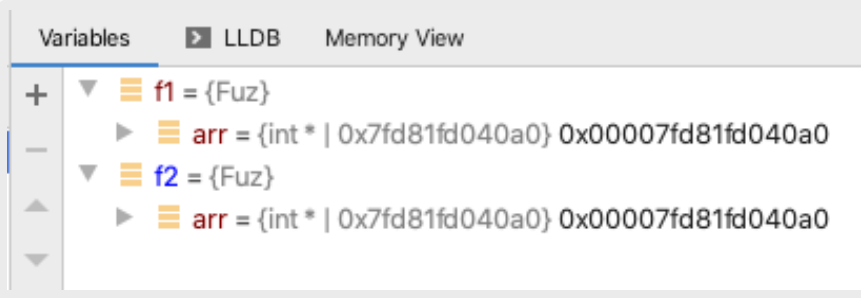 Variables LLDB Memory View
f1 = {Fuz}
arr = {int * | 0x7fd81fd040a0} 0x00007fd81fd040a0
f2 = {Fuz}
arr = {int * | 0x7fd81fd040a0} 0x00007fd81fd040a0